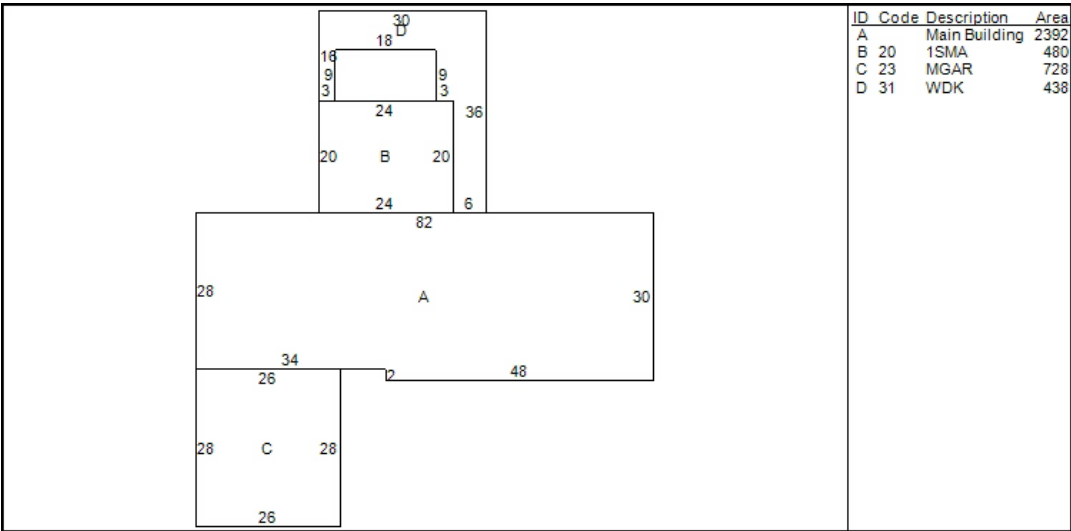 ID Code Description Area
A Main Building 2392
B 20 1SMA 480
C 23 MGAR 728
D 31 WDK 438
30
D
18
16
9 9
3 3
24 36
20 B 20
24 6
82
28 A 30
34
2 48
26
28 C 28
26